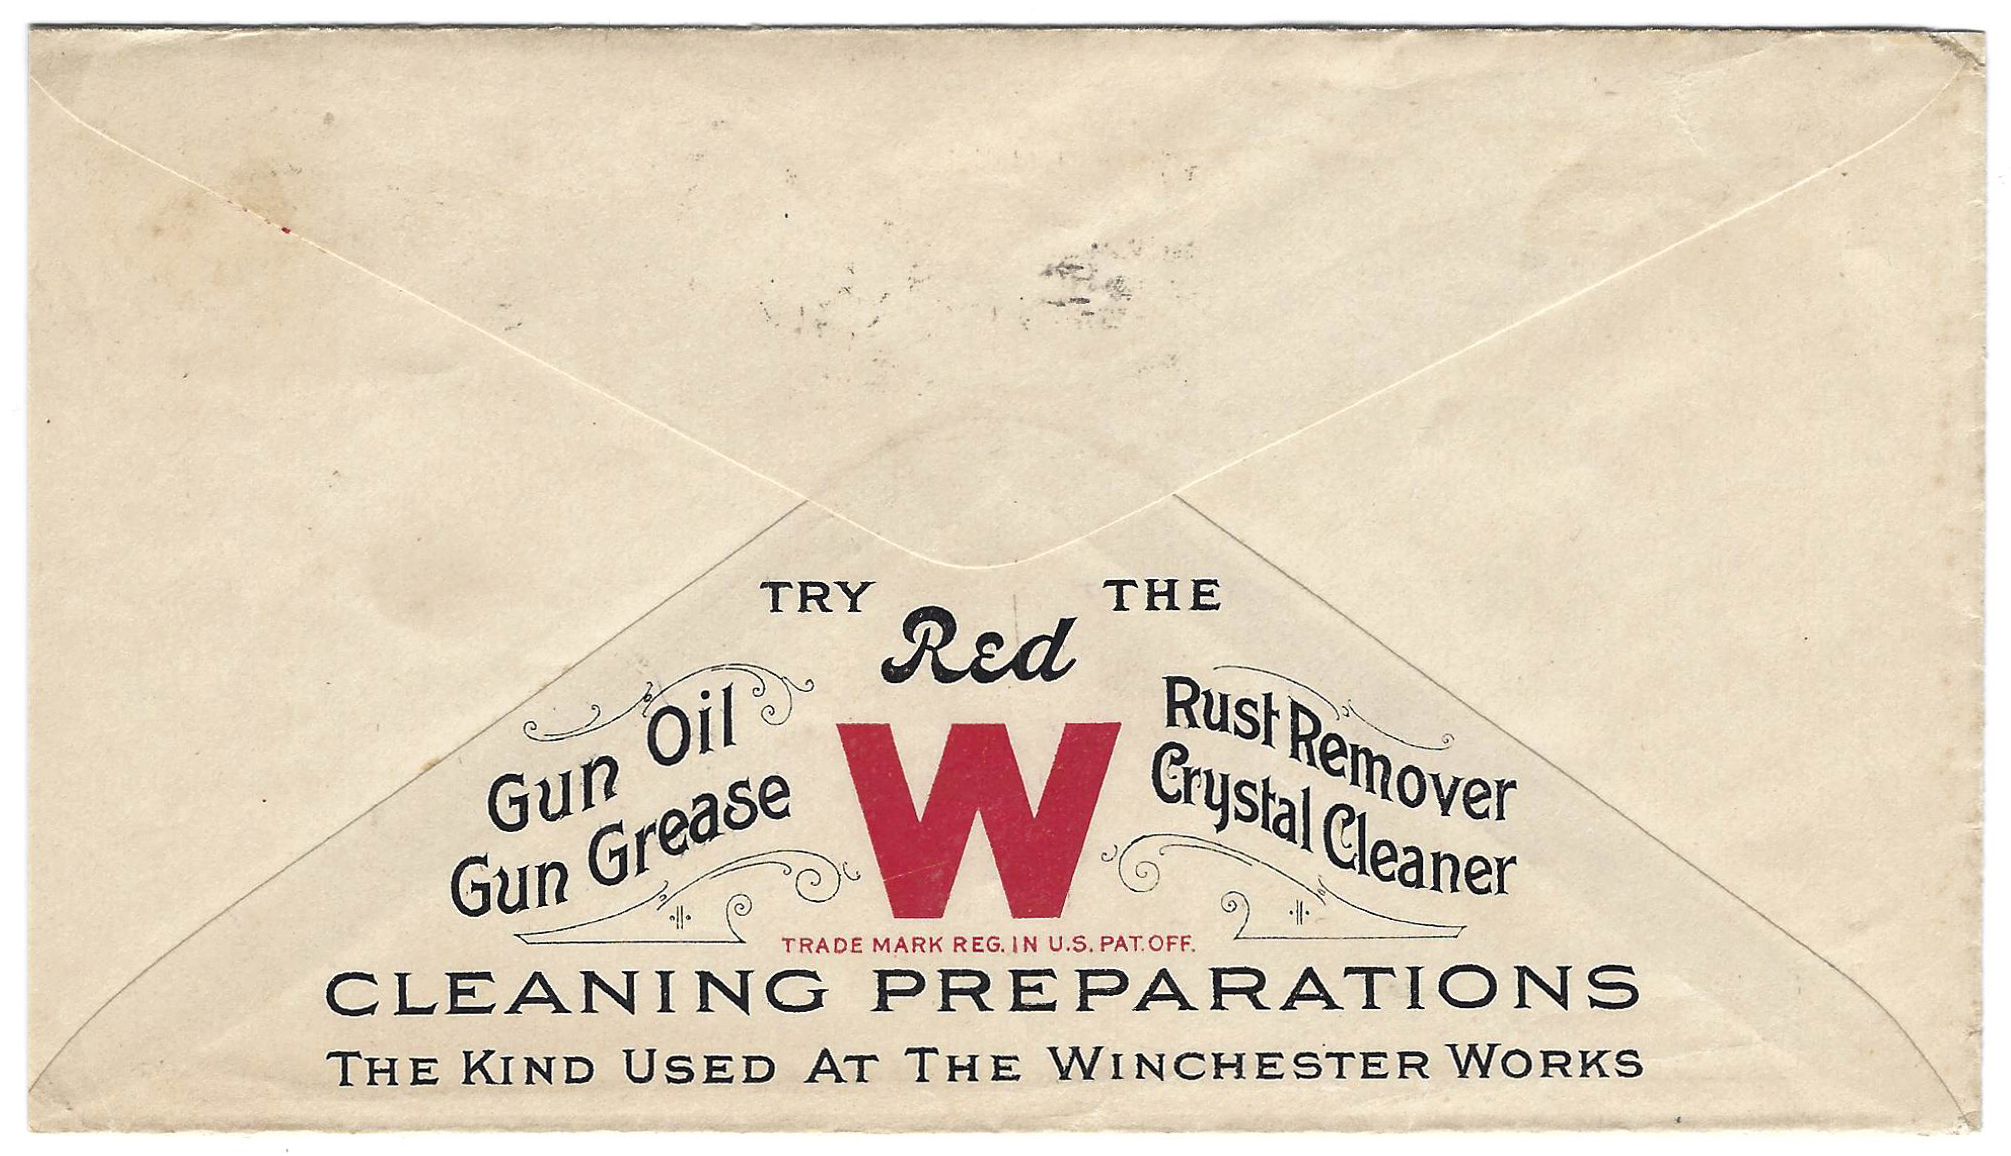 TRY THE
Red
W
Gun Oil
Gun Grease
Rust Remover
Crystal Cleaner
TRADE MARK REG. IN U.S. PAT. OFF.
CLEANING PREPARATIONS
THE KIND USED AT THE WINCHESTER WORKS